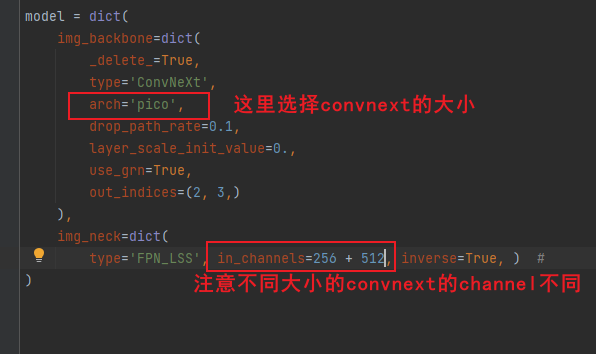 model = dict(
    img_backbone=dict(
        _delete_=True,
        type='ConvNeXt',
        arch='pico', 这里选择convnext的大小
        drop_path_rate=0.1,
        layer_scale_init_value=0.,
        use_grn=True,
        out_indices=(2, 3,)
    ),
    img_neck=dict(
        type='FPN_LSS', in_channels=256 + 512, inverse=True, )  #
)
注意不同大小的convnext的channel不同